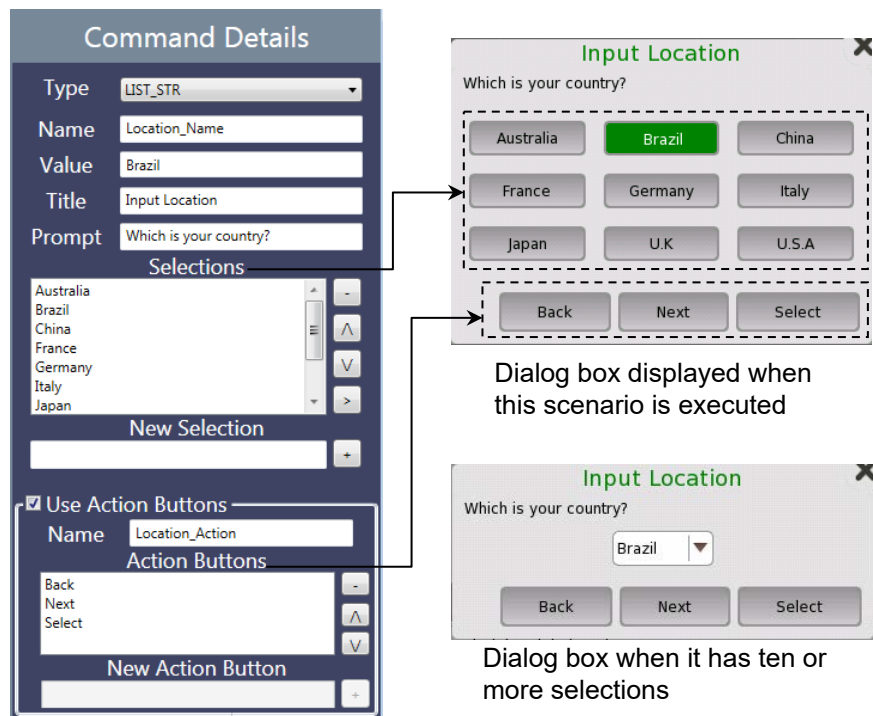 Command Details
Type LIST_STR
Name Location_Name
Value Brazil
Title Input Location
Prompt Which is your country?
Selections
Australia
Brazil
China
France
Germany
Italy
Japan
-
Λ
V
>
New Selection
+
Use Action Buttons
Name Location_Action
Action Buttons
Back
Next
Select
-
Λ
V
New Action Button
+
Input Location
Which is your country?
Australia Brazil China
France Germany Italy
Japan U.K U.S.A
Back Next Select
Dialog box displayed when
this scenario is executed
Input Location
Which is your country?
Brazil
Back Next Select
Dialog box when it has ten or
more selections